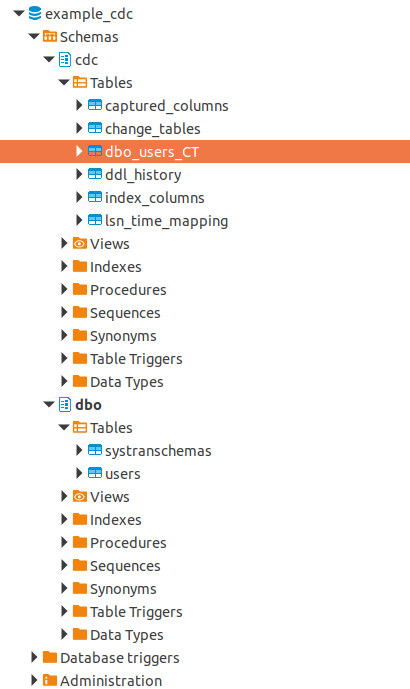 example_cdc
Schemas
cdc
Tables
captured_columns
change_tables
dbo_users_CT
ddl_history
index_columns
lsn_time_mapping
Views
Indexes
Procedures
Sequences
Synonyms
Table Triggers
Data Types
dbo
Tables
systranschemas
users
Views
Indexes
Procedures
Sequences
Synonyms
Table Triggers
Data Types
Database triggers
Administration